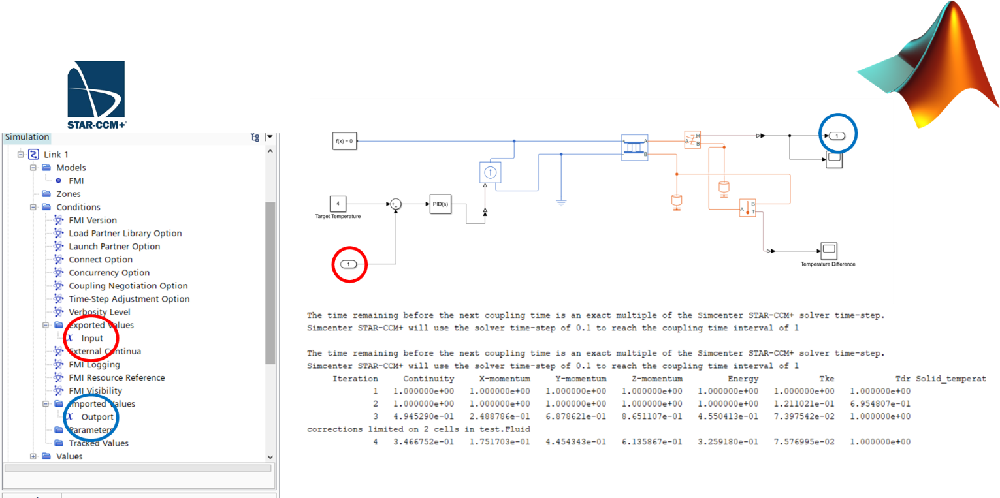 STAR-CCM+
Simulation
Link 1
Models
FMI
Zones
Conditions
FMI Version
Load Partner Library Option
Launch Partner Option
Connect Option
Concurrency Option
Coupling Negotiation Option
Time-Step Adjustment Option
Verbosity Level
Exported Values
x Input
External Continua
FMI Logging
FMI Resource Reference
FMI Visibility
Imported Values
x Outport
Parameters
Tracked Values
Values
f(x) = 0
4
Target Temperature
+
−
PID(s)
1
A
B
A
H
B
1
A
B
T
Temperature Difference
The time remaining before the next coupling time is an exact multiple of the Simcenter STAR-CCM+ solver time-step.
Simcenter STAR-CCM+ will use the solver time-step of 0.1 to reach the coupling time interval of 1
The time remaining before the next coupling time is an exact multiple of the Simcenter STAR-CCM+ solver time-step.
Simcenter STAR-CCM+ will use the solver time-step of 0.1 to reach the coupling time interval of 1
Iteration Continuity X-momentum Y-momentum Z-momentum Energy Tke Tdr Solid_temperat
1 1.000000e+00 1.000000e+00 1.000000e+00 1.000000e+00 1.000000e+00 1.000000e+00 1.000000e+00
2 1.000000e+00 1.000000e+00 1.000000e+00 1.000000e+00 1.000000e+00 1.211021e-01 6.954807e-01
3 4.945290e-01 2.488786e-01 6.878621e-01 8.651107e-01 4.550413e-01 7.397542e-02 1.000000e+00
corrections limited on 2 cells in test.Fluid
4 3.466752e-01 1.751703e-01 4.454343e-01 6.135867e-01 3.259180e-01 7.576995e-02 1.000000e+00